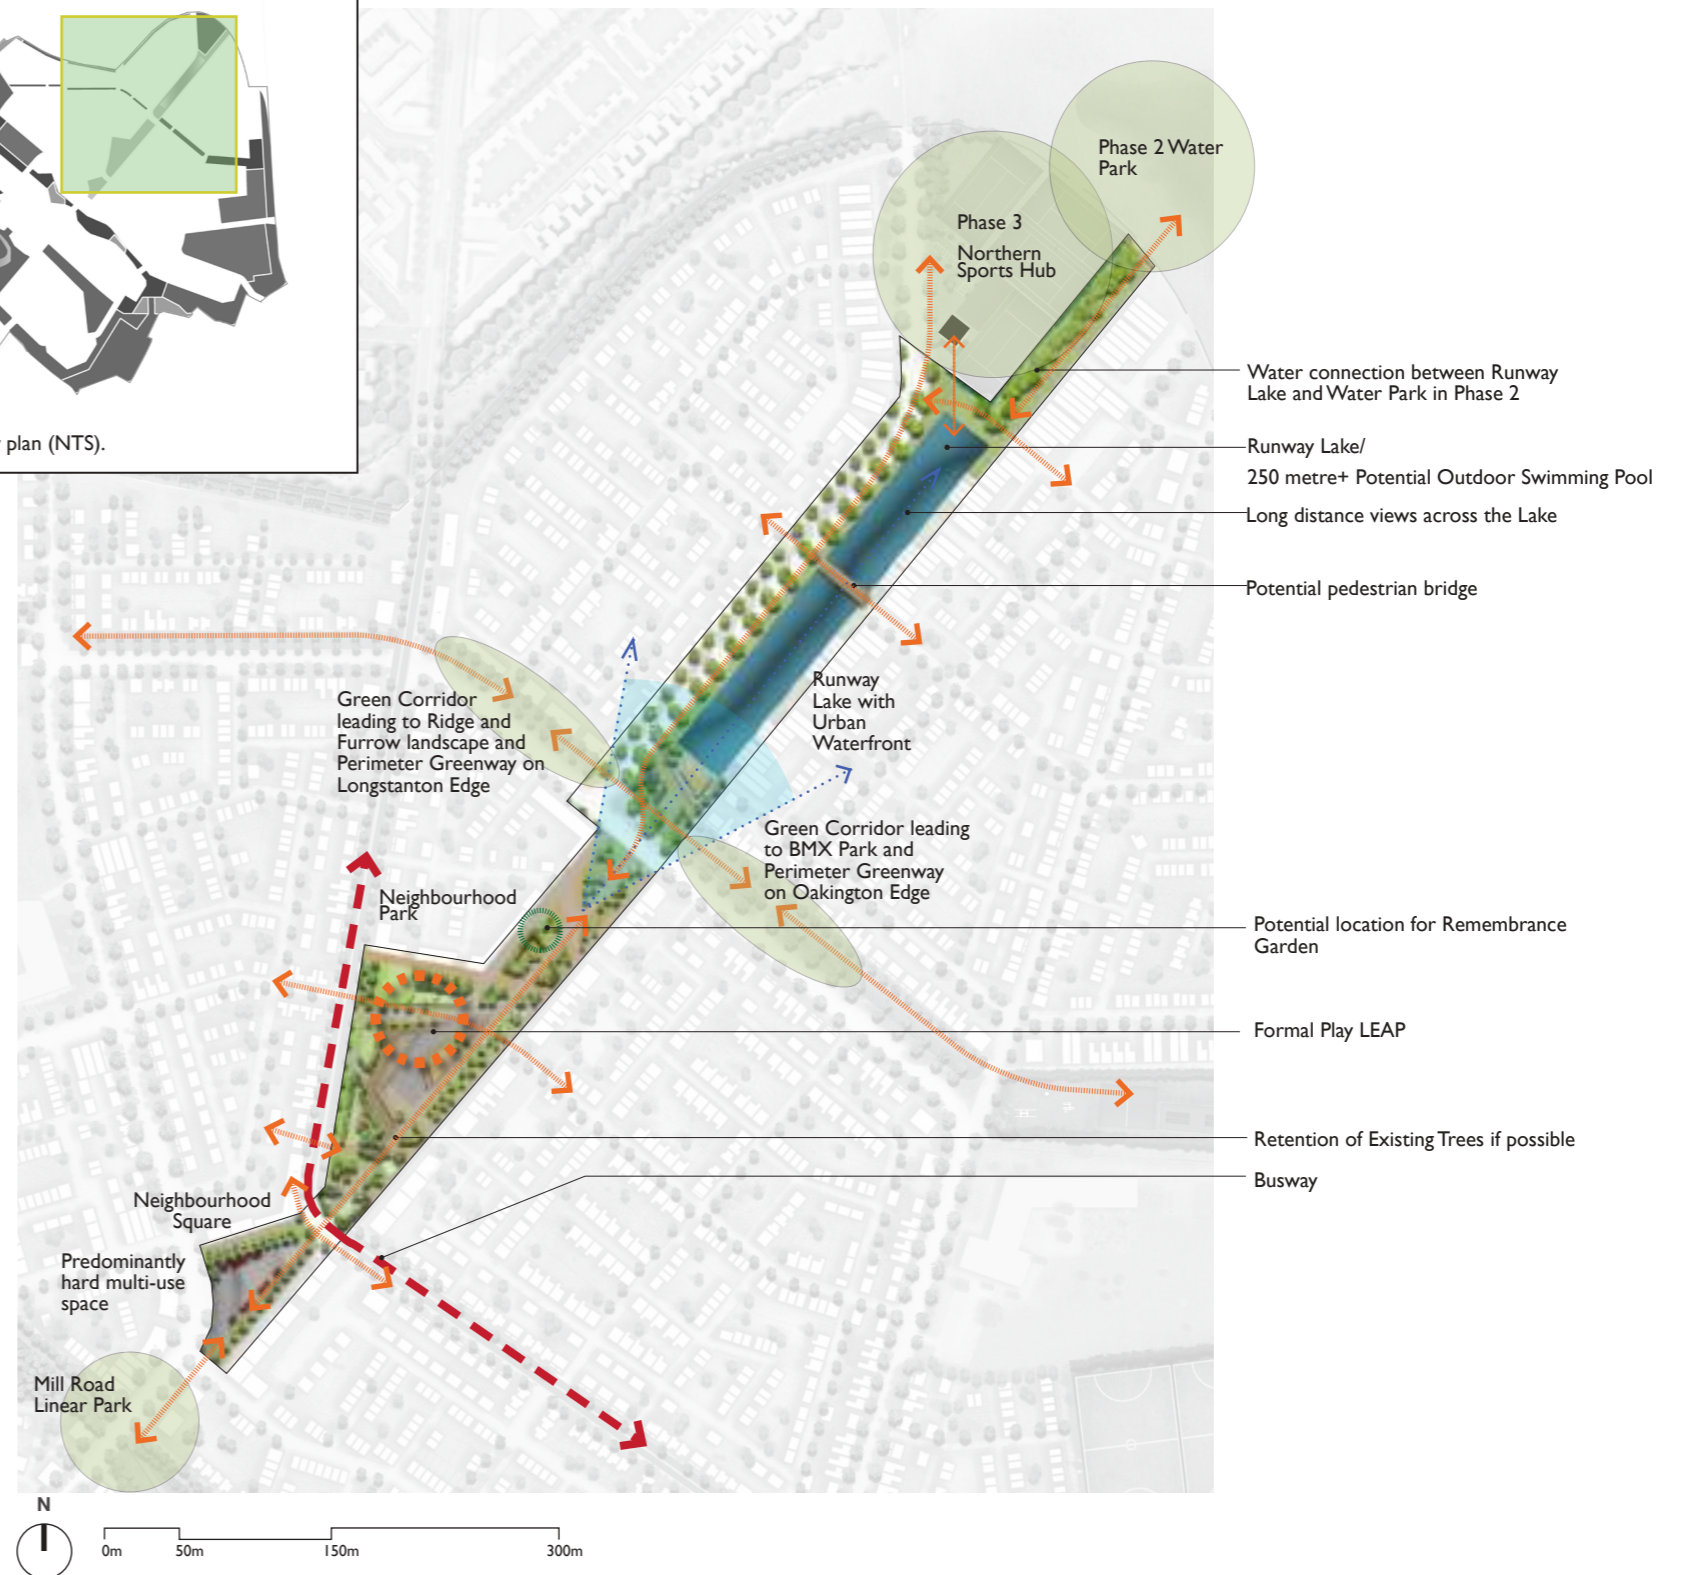 plan (NTS).
Phase 2 Water
Park
Phase 3
Northern
Sports Hub
Water connection between Runway
Lake and Water Park in Phase 2
Runway Lake/
250 metre+ Potential Outdoor Swimming Pool
Long distance views across the Lake
Potential pedestrian bridge
Runway
Lake with
Urban
Waterfront
Green Corridor
leading to Ridge and
Furrow landscape and
Perimeter Greenway on
Longstanton Edge
Green Corridor leading
to BMX Park and
Perimeter Greenway
on Oakington Edge
Neighbourhood
Park
Potential location for Remembrance
Garden
Formal Play LEAP
Retention of Existing Trees if possible
Busway
Neighbourhood
Square
Predominantly
hard multi-use
space
Mill Road
Linear Park
N
0m 50m 150m 300m